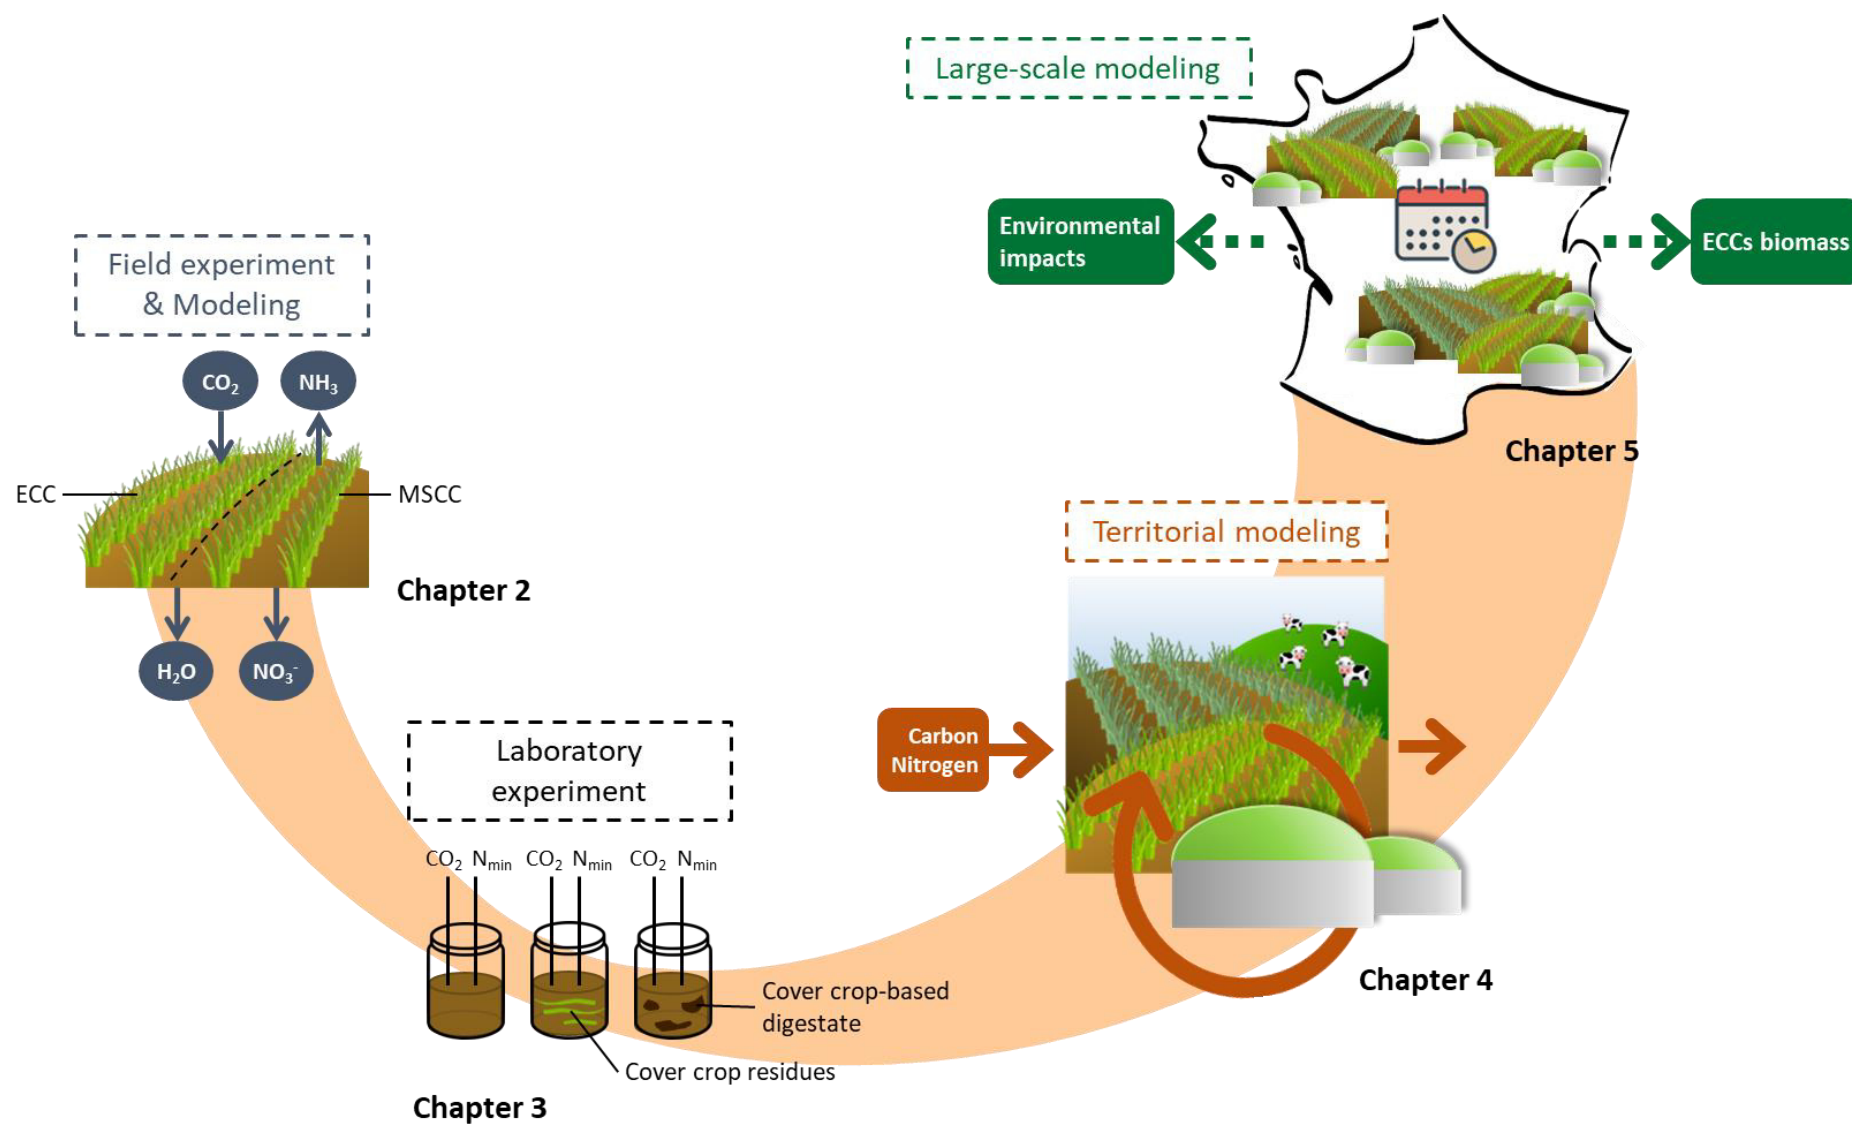 Large-scale modeling
Environmental
impacts
ECCs biomass
Chapter 5
Field experiment
& Modeling
CO₂
NH₃
ECC
MSCC
Chapter 2
H₂O
NO₃⁻
Territorial modeling
Carbon
Nitrogen
Chapter 4
Laboratory
experiment
CO₂ Nmin CO₂ Nmin CO₂ Nmin
Cover crop-based
digestate
Cover crop residues
Chapter 3